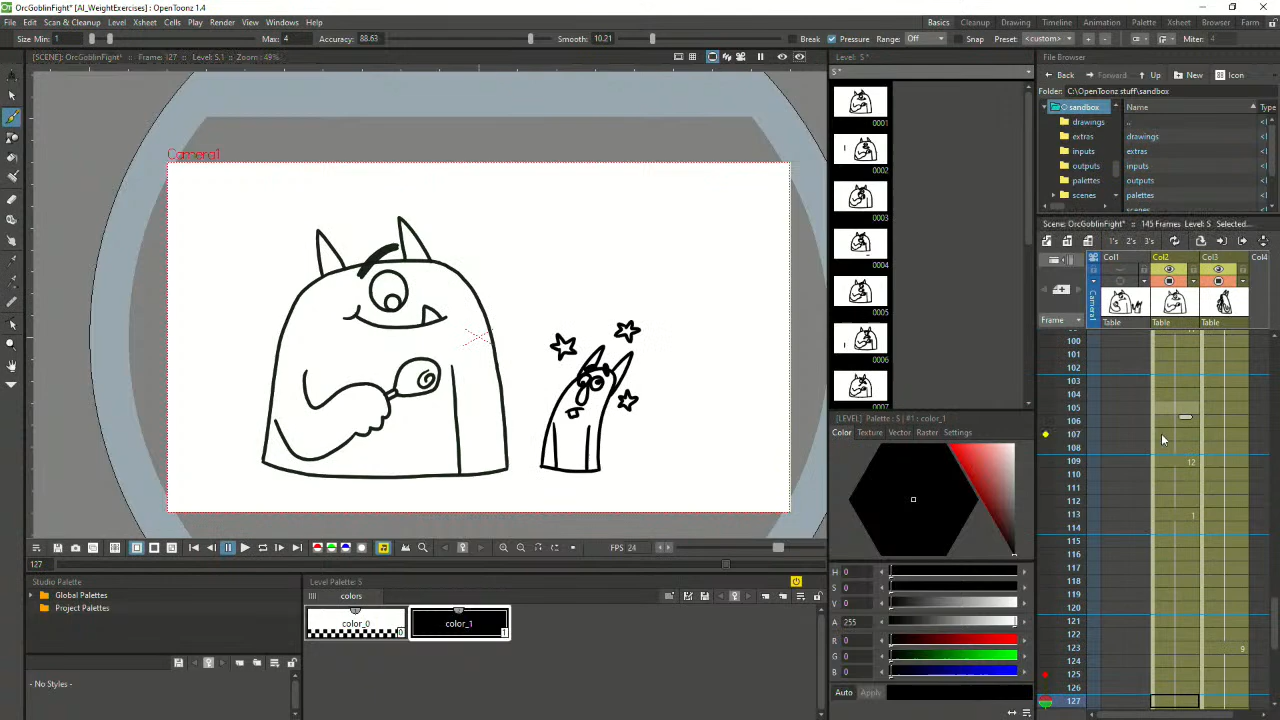 OrcGoblinFight* [AI_WeightExercises] : OpenToonz 1.4
File Edit Scan & Cleanup Level Xsheet Cells Play Render View Windows Help
Basics Cleanup Drawing Timeline Animation Palette Xsheet Browser Farm
Size Min: 1 Max: 4 Accuracy: 88.63 Smooth: 10.21 Break Pressure Range: Off Snap Preset: <custom> + - Miter: 4
[SCENE]: OrcGoblinFight* :: Frame: 127 :: Level: S.1 :: Zoom : 49%
Level: S*
File Browser
S*
Back Forward Up New Icon
Folder: C:\OpenToonz stuff\sandbox
sandbox
drawings
extras
inputs
outputs
palettes
scenes
Name Type
..
drawings
extras
inputs
outputs
palettes
scenes
Camera1
0001
0002
0003
0004
0005
0006
0007
Scene: OrcGoblinFight* :: 145 Frames Level: S Selected...
1's 2's 3's
Col1 Col2 Col3 Col4
Camera1
Frame Table Table Table
100
101
102
103
104
105
106
107
108
109 12
110
111
112
113 1
114
115
116
117
118
119
120
121
122
123 9
124
125
126
127
[LEVEL] Palette : S | #1 : color_1
Color Texture Vector Raster Settings
H 0
S 0
V 0
A 255
R 0
G 0
B 0
Auto Apply
FPS 24
127
Studio Palette
Global Palettes
Project Palettes
- No Styles -
Level Palette: S
colors
color_0 0
color_1 1